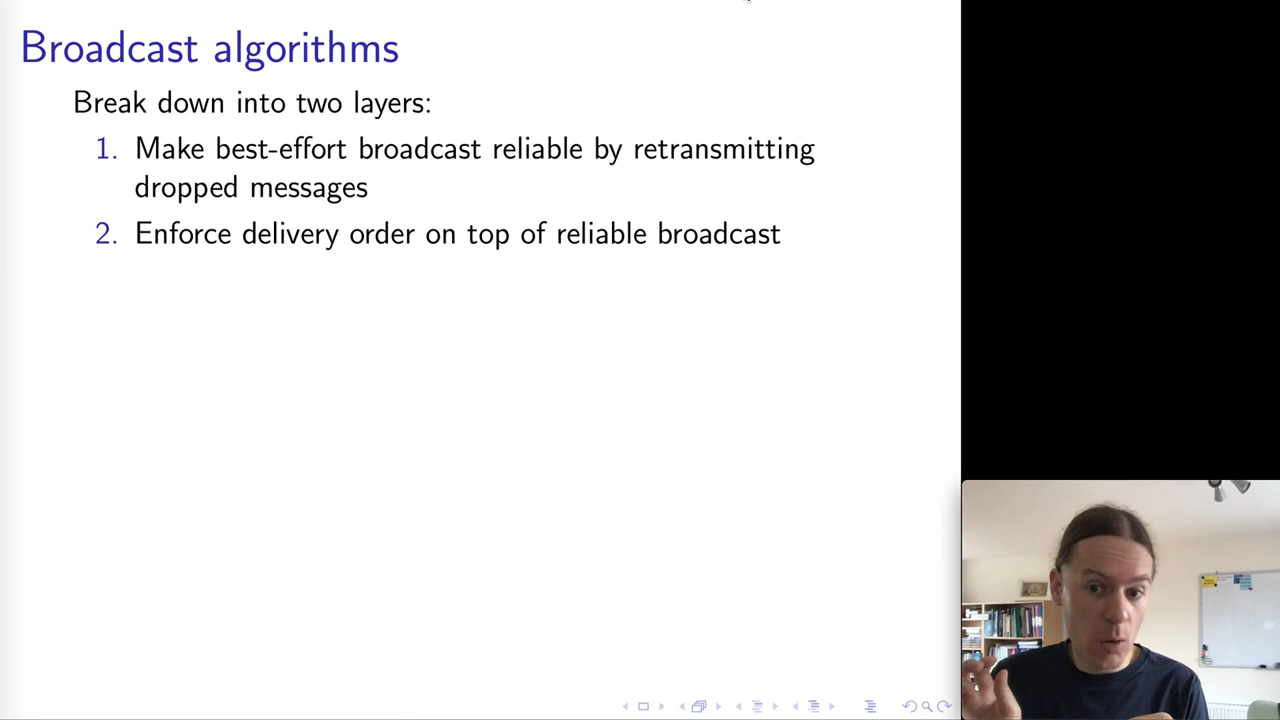 Broadcast algorithms
Break down into two layers:
1. Make best-effort broadcast reliable by retransmitting
dropped messages
2. Enforce delivery order on top of reliable broadcast